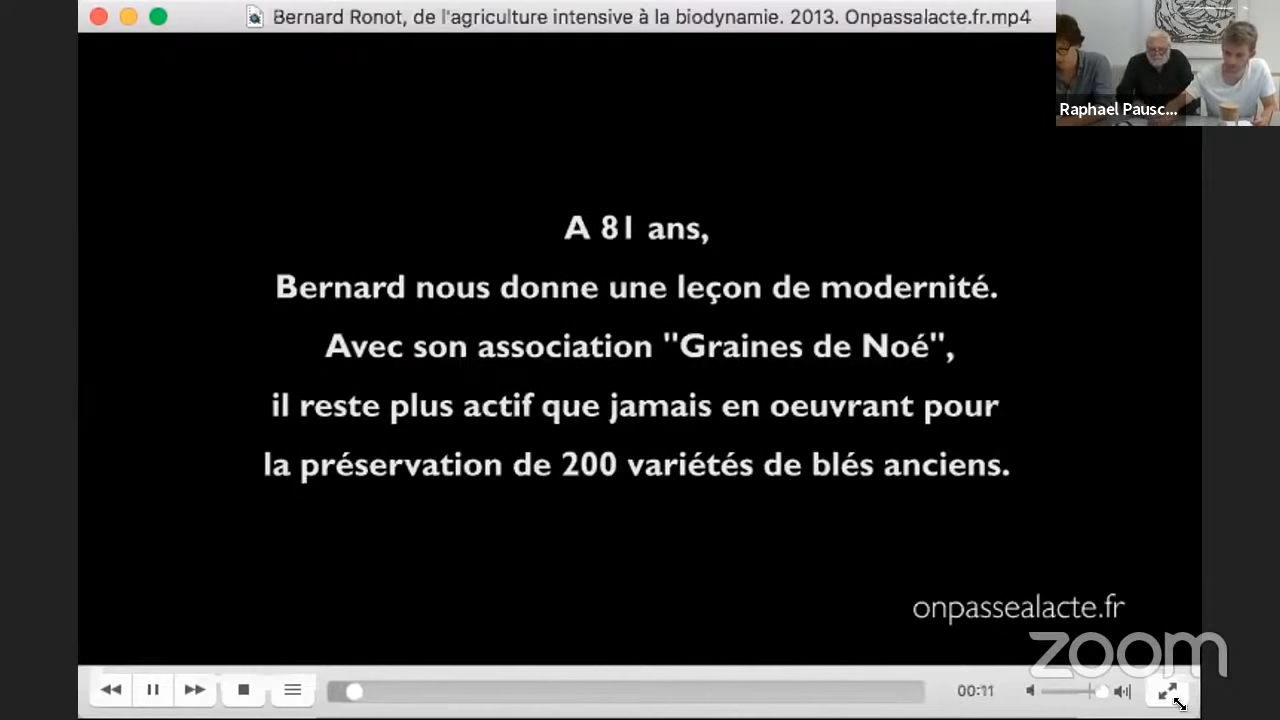 Bernard Ronot, de l'agriculture intensive à la biodynamie. 2013. Onpassalacte.fr.mp4
Raphael Pausc...
A 81 ans,
Bernard nous donne une leçon de modernité.
Avec son association "Graines de Noé",
il reste plus actif que jamais en oeuvrant pour
la préservation de 200 variétés de blés anciens.
onpassealacte.fr
zoom
00:11